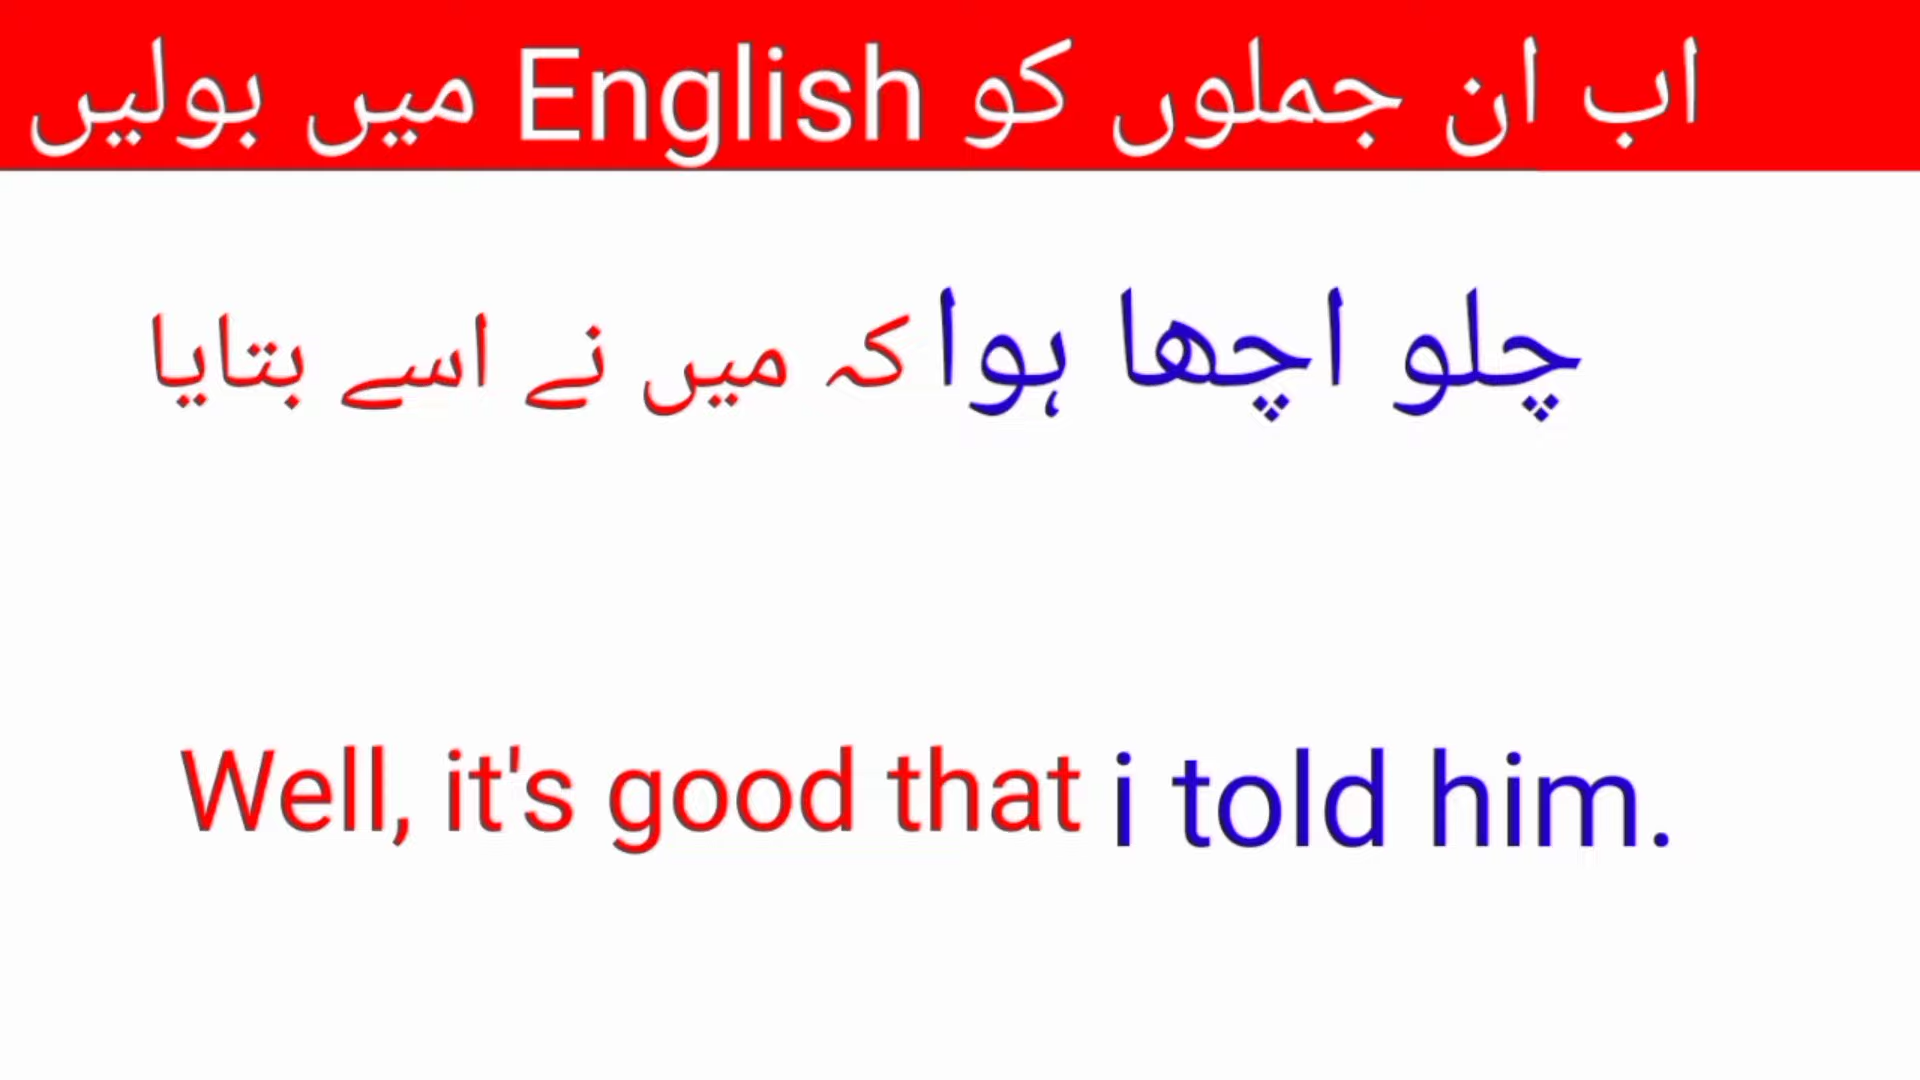 اب ان جملوں کو English میں بولیں
چلو اچھا ہوا کہ میں نے اسے بتایا
Well, it's good that i told him.